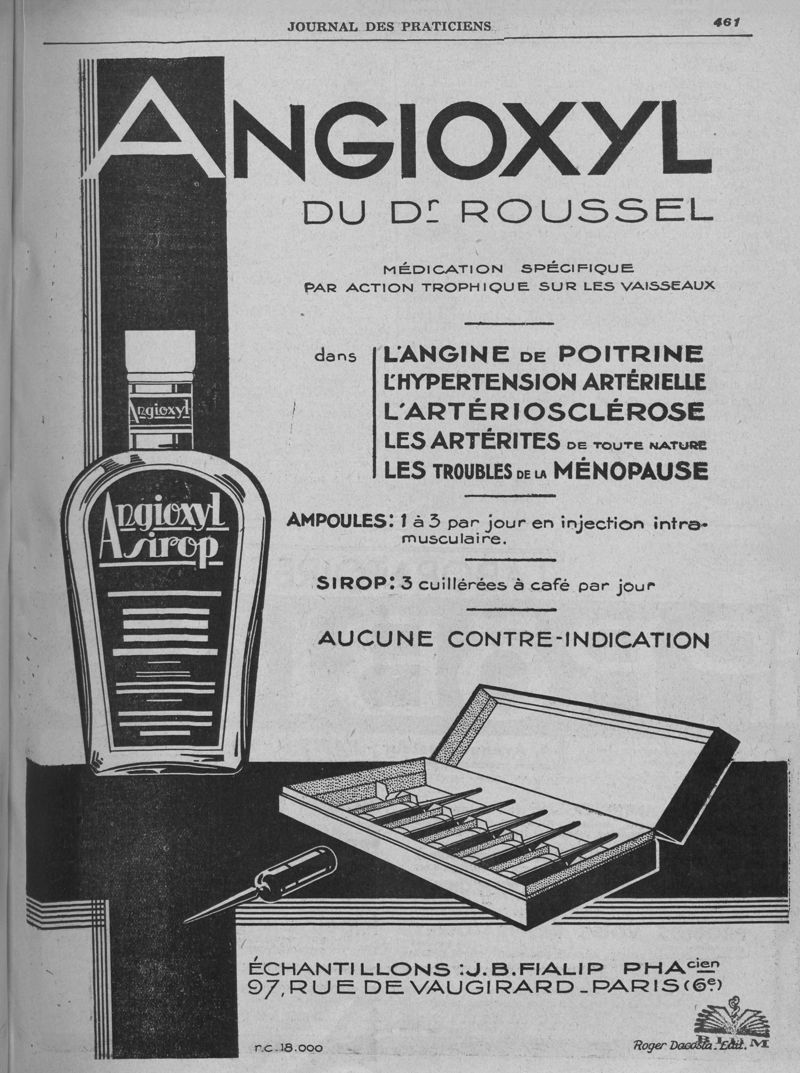 JOURNAL DES PRATICIENS
461
ANGIOXYL
DU Dr ROUSSEL
MÉDICATION SPÉCIFIQUE
PAR ACTION TROPHIQUE SUR LES VAISSEAUX
dans
L'ANGINE DE POITRINE
L'HYPERTENSION ARTÉRIELLE
L'ARTÉRIOSCLÉROSE
LES ARTÉRITES DE TOUTE NATURE
LES TROUBLES DE LA MÉNOPAUSE
Angioxyl
Angioxyl
sirop
AMPOULES: 1 à 3 par jour en injection intra-
musculaire.
SIROP: 3 cuillérées à café par jour
AUCUNE CONTRE-INDICATION
ÉCHANTILLONS: J. B. FIALIP PHAcien
97, RUE DE VAUGIRARD - PARIS (6e)
r.c. 18.000
Roger Dacosta. Edit.